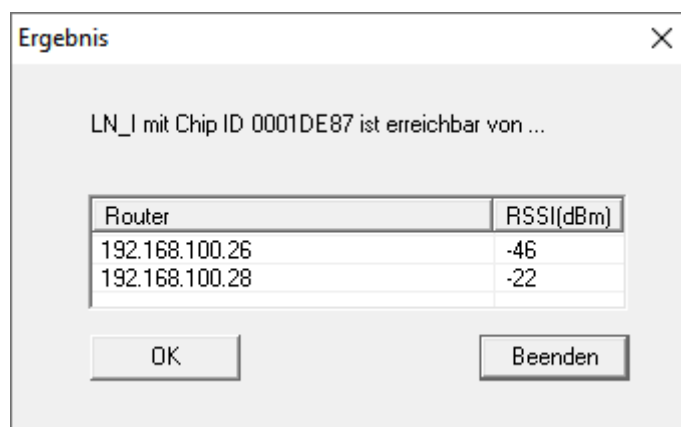 Ergebnis
LN_I mit Chip ID 0001DE87 ist erreichbar von ...
Router RSSI(dBm)
192.168.100.26 -46
192.168.100.28 -22
OK Beenden